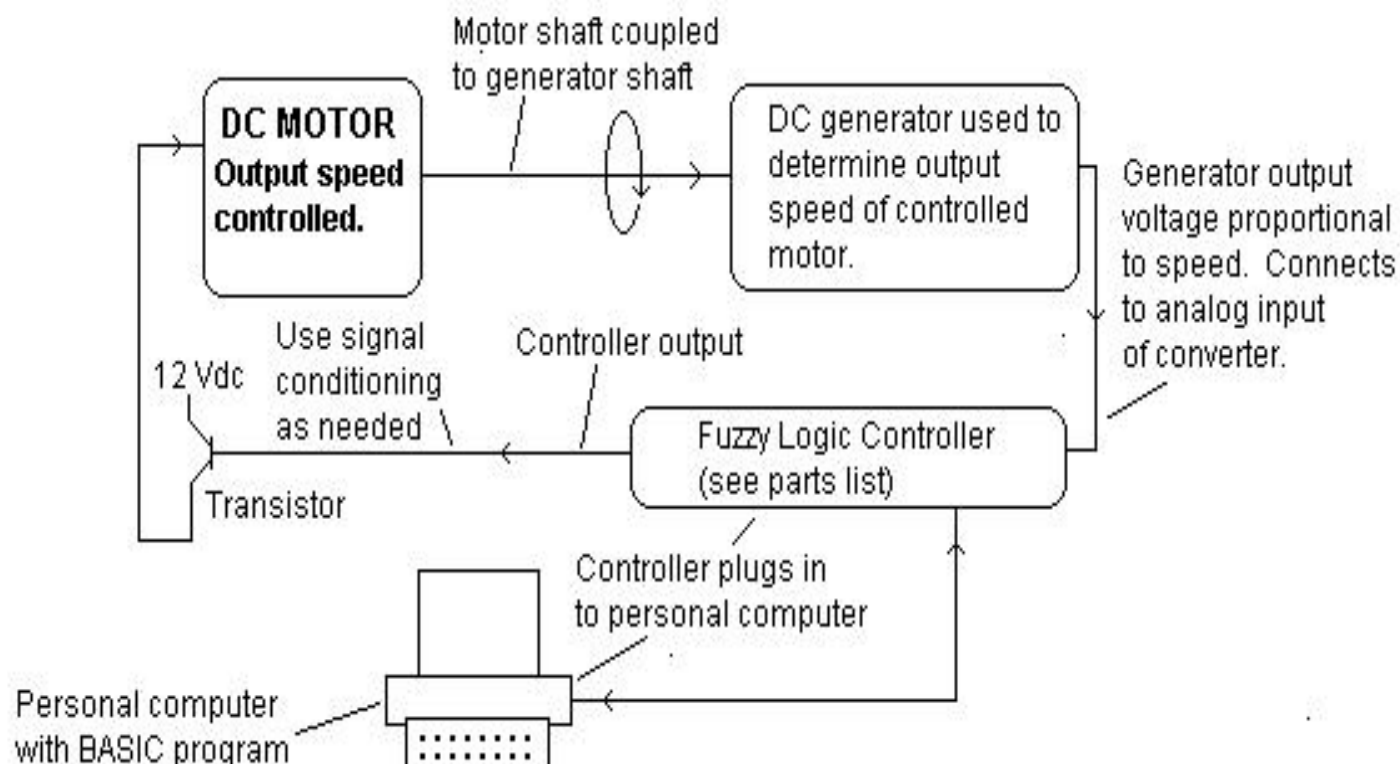 Motor shaft coupled
to generator shaft
DC MOTOR
Output speed
controlled.
DC generator used to
determine output
speed of controlled
motor.
Generator output
voltage proportional
to speed. Connects
to analog input
of converter.
Use signal
conditioning
as needed
Controller output
12 Vdc
Transistor
Fuzzy Logic Controller
(see parts list)
Controller plugs in
to personal computer
Personal computer
with BASIC program